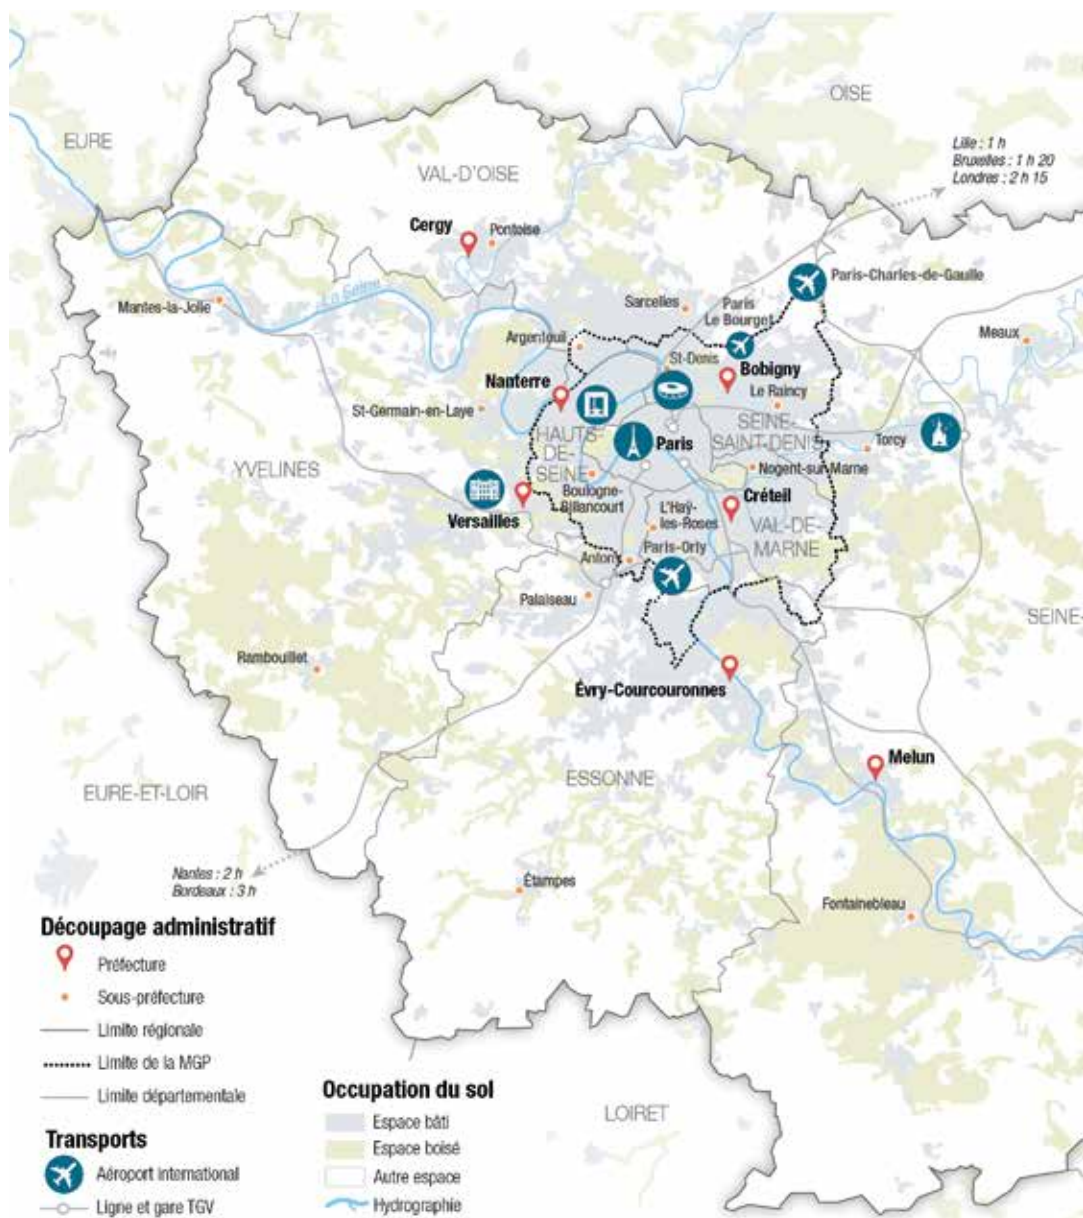 OISE
EURE
Lille : 1 h
Bruxelles : 1 h 20
Londres : 2 h 15
VAL-D'OISE
Cergy
Pontoise
Paris-Charles-de-Gaulle
La Seine
Mantes-la-Jolie
Sarcelles
Paris
Le Bourget
Meaux
Argenteuil
St-Denis
Bobigny
Nanterre
Le Raincy
St-Germain-en-Laye
HAUTS-
DE-
SEINE
Paris
SEINE-
SAINT-DENIS
Torcy
YVELINES
Nogent-sur-Marne
Boulogne-
Billancourt
Créteil
Versailles
L'Haÿ-
les-Roses
VAL-DE-
MARNE
Antony
Paris-Orly
Palaiseau
SEINE-
Rambouillet
Évry-Courcouronnes
Melun
ESSONNE
EURE-ET-LOIR
Nantes : 2 h
Bordeaux : 3 h
Étampes
Fontainebleau
Découpage administratif
Préfecture
Sous-préfecture
Limite régionale
Limite de la MGP
Limite départementale
Transports
Aéroport international
Ligne et gare TGV
Occupation du sol
Espace bâti
Espace boisé
Autre espace
Hydrographie
LOIRET